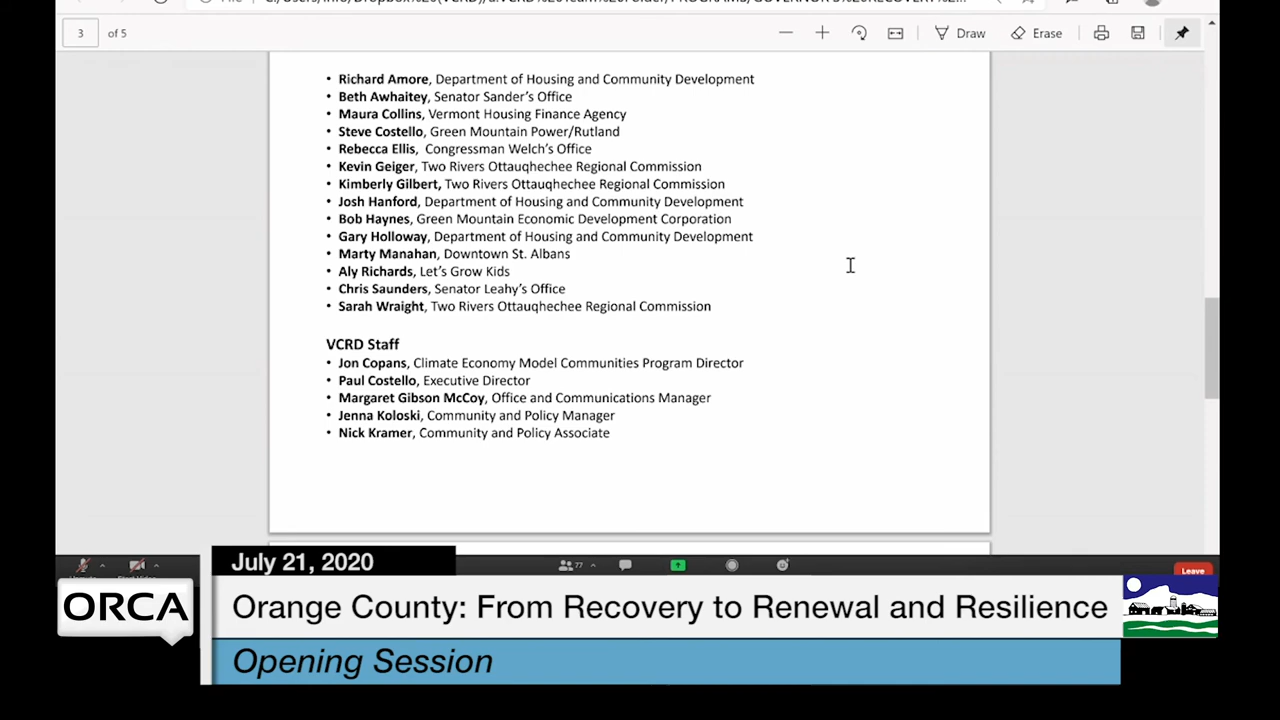 3 of 5
Draw
Erase
• Richard Amore, Department of Housing and Community Development
• Beth Awhaitey, Senator Sander's Office
• Maura Collins, Vermont Housing Finance Agency
• Steve Costello, Green Mountain Power/Rutland
• Rebecca Ellis, Congressman Welch's Office
• Kevin Geiger, Two Rivers Ottauqhechee Regional Commission
• Kimberly Gilbert, Two Rivers Ottauqhechee Regional Commission
• Josh Hanford, Department of Housing and Community Development
• Bob Haynes, Green Mountain Economic Development Corporation
• Gary Holloway, Department of Housing and Community Development
• Marty Manahan, Downtown St. Albans
• Aly Richards, Let's Grow Kids
• Chris Saunders, Senator Leahy's Office
• Sarah Wraight, Two Rivers Ottauqhechee Regional Commission
VCRD Staff
• Jon Copans, Climate Economy Model Communities Program Director
• Paul Costello, Executive Director
• Margaret Gibson McCoy, Office and Communications Manager
• Jenna Koloski, Community and Policy Manager
• Nick Kramer, Community and Policy Associate
77
Leave
July 21, 2020
ORCA
Orange County: From Recovery to Renewal and Resilience
Opening Session